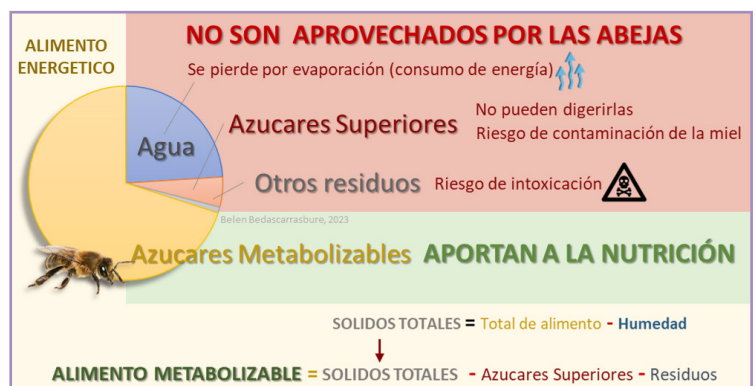 ALIMENTO
ENERGETICO
NO SON APROVECHADOS POR LAS ABEJAS
Se pierde por evaporación (consumo de energía)
Agua
Azucares Superiores
No pueden digerirlas
Riesgo de contaminación de la miel
Otros residuos
Riesgo de intoxicación
Belen Bedascarrasbure, 2023
Azucares Metabolizables APORTAN A LA NUTRICIÓN
SOLIDOS TOTALES = Total de alimento - Humedad
ALIMENTO METABOLIZABLE = SOLIDOS TOTALES - Azucares Superiores - Residuos